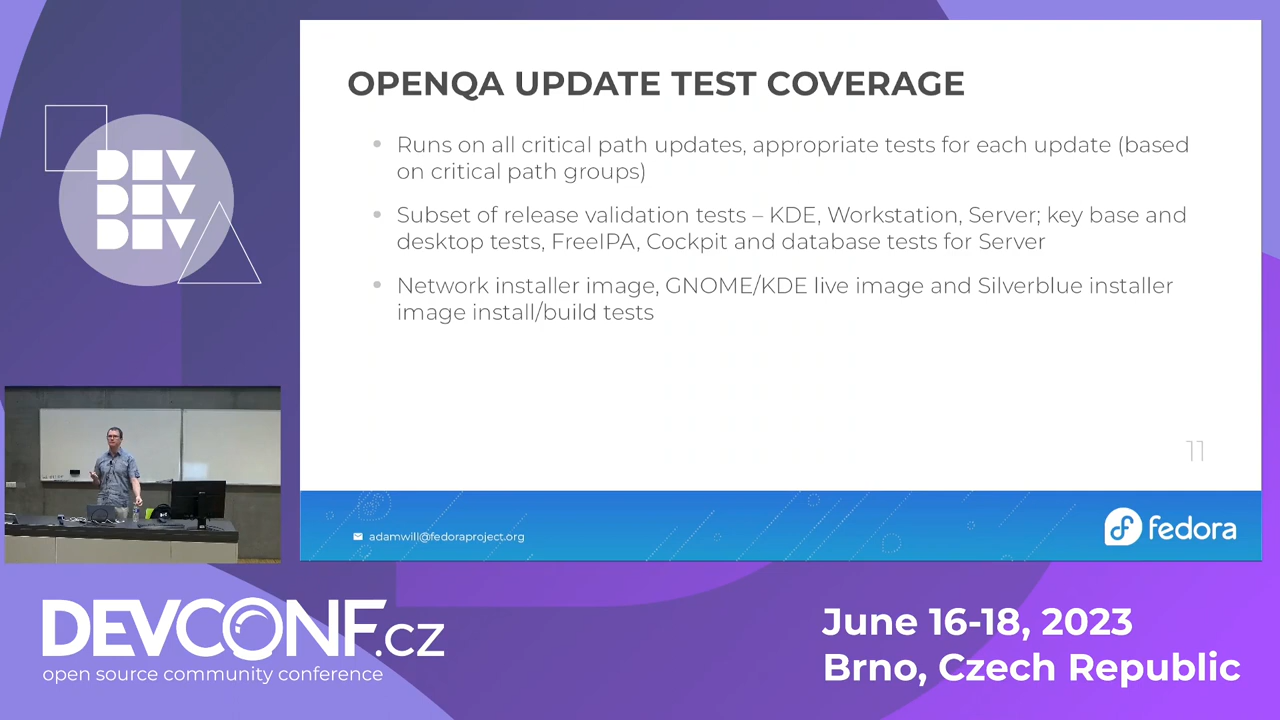 OPENQA UPDATE TEST COVERAGE
• Runs on all critical path updates, appropriate tests for each update (based
on critical path groups)
• Subset of release validation tests – KDE, Workstation, Server; key base and
desktop tests, FreeIPA, Cockpit and database tests for Server
• Network installer image, GNOME/KDE live image and Silverblue installer
image install/build tests
11
adamwill@fedoraproject.org
fedora
DEV
DEV
DEV
DEVCONF.cz
open source community conference
June 16-18, 2023
Brno, Czech Republic